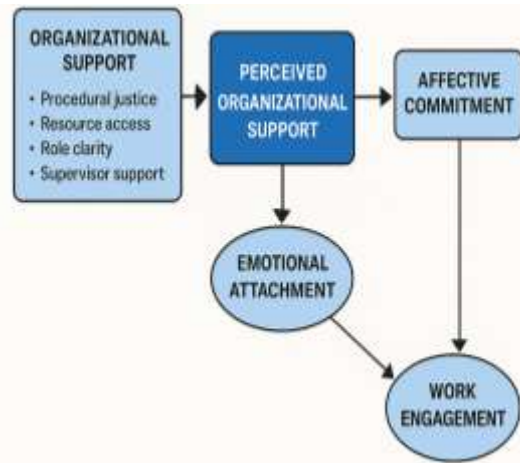 ORGANIZATIONAL
SUPPORT
• Procedural justice
• Resource access
• Role clarity
• Supervisor support
PERCEIVED
ORGANIZATIONAL
SUPPORT
AFFECTIVE
COMMITMENT
EMOTIONAL
ATTACHMENT
WORK
ENGAGEMENT